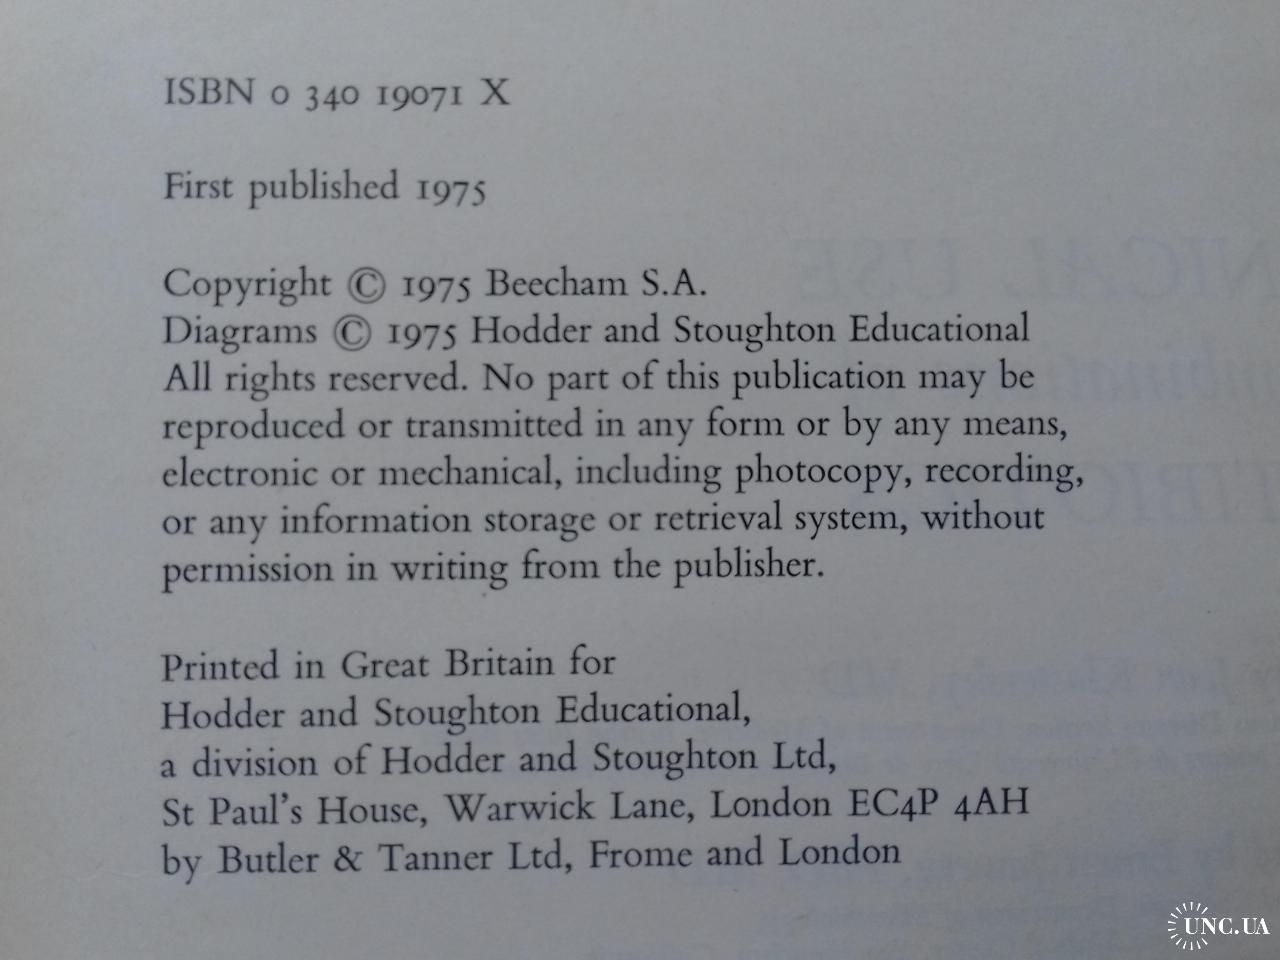 ISBN 0 340 19071 X
First published 1975
Copyright © 1975 Beecham S.A.
Diagrams © 1975 Hodder and Stoughton Educational
All rights reserved. No part of this publication may be
reproduced or transmitted in any form or by any means,
electronic or mechanical, including photocopy, recording,
or any information storage or retrieval system, without
permission in writing from the publisher.
Printed in Great Britain for
Hodder and Stoughton Educational,
a division of Hodder and Stoughton Ltd,
St Paul's House, Warwick Lane, London EC4P 4AH
by Butler & Tanner Ltd, Frome and London
UNC.UA